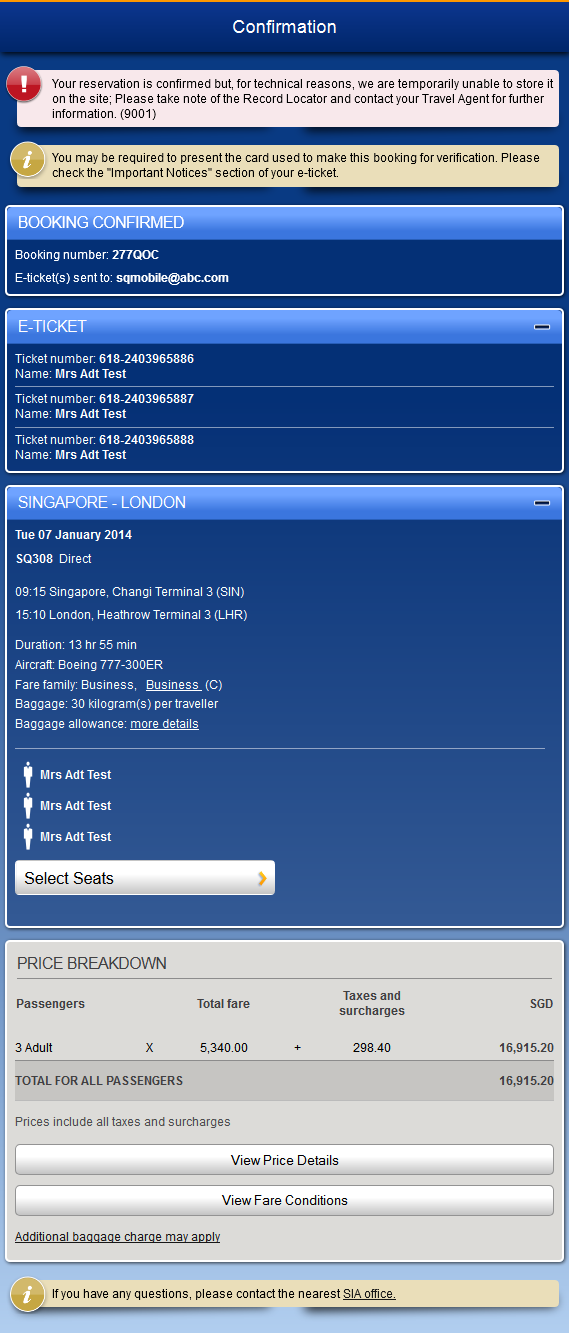 Confirmation
Your reservation is confirmed but, for technical reasons, we are temporarily unable to store it
on the site; Please take note of the Record Locator and contact your Travel Agent for further
information. (9001)
You may be required to present the card used to make this booking for verification. Please
check the "Important Notices" section of your e-ticket.
BOOKING CONFIRMED
Booking number: 277QOC
E-ticket(s) sent to: sqmobile@abc.com
E-TICKET
Ticket number: 618-2403965886
Name: Mrs Adt Test
Ticket number: 618-2403965887
Name: Mrs Adt Test
Ticket number: 618-2403965888
Name: Mrs Adt Test
SINGAPORE - LONDON
Tue 07 January 2014
SQ308 Direct
09:15 Singapore, Changi Terminal 3 (SIN)
15:10 London, Heathrow Terminal 3 (LHR)
Duration: 13 hr 55 min
Aircraft: Boeing 777-300ER
Fare family: Business, Business (C)
Baggage: 30 kilogram(s) per traveller
Baggage allowance: more details
Mrs Adt Test
Mrs Adt Test
Mrs Adt Test
Select Seats
PRICE BREAKDOWN
Passengers Total fare Taxes and surcharges SGD
3 Adult X 5,340.00 + 298.40 16,915.20
TOTAL FOR ALL PASSENGERS 16,915.20
Prices include all taxes and surcharges
View Price Details
View Fare Conditions
Additional baggage charge may apply
If you have any questions, please contact the nearest SIA office.